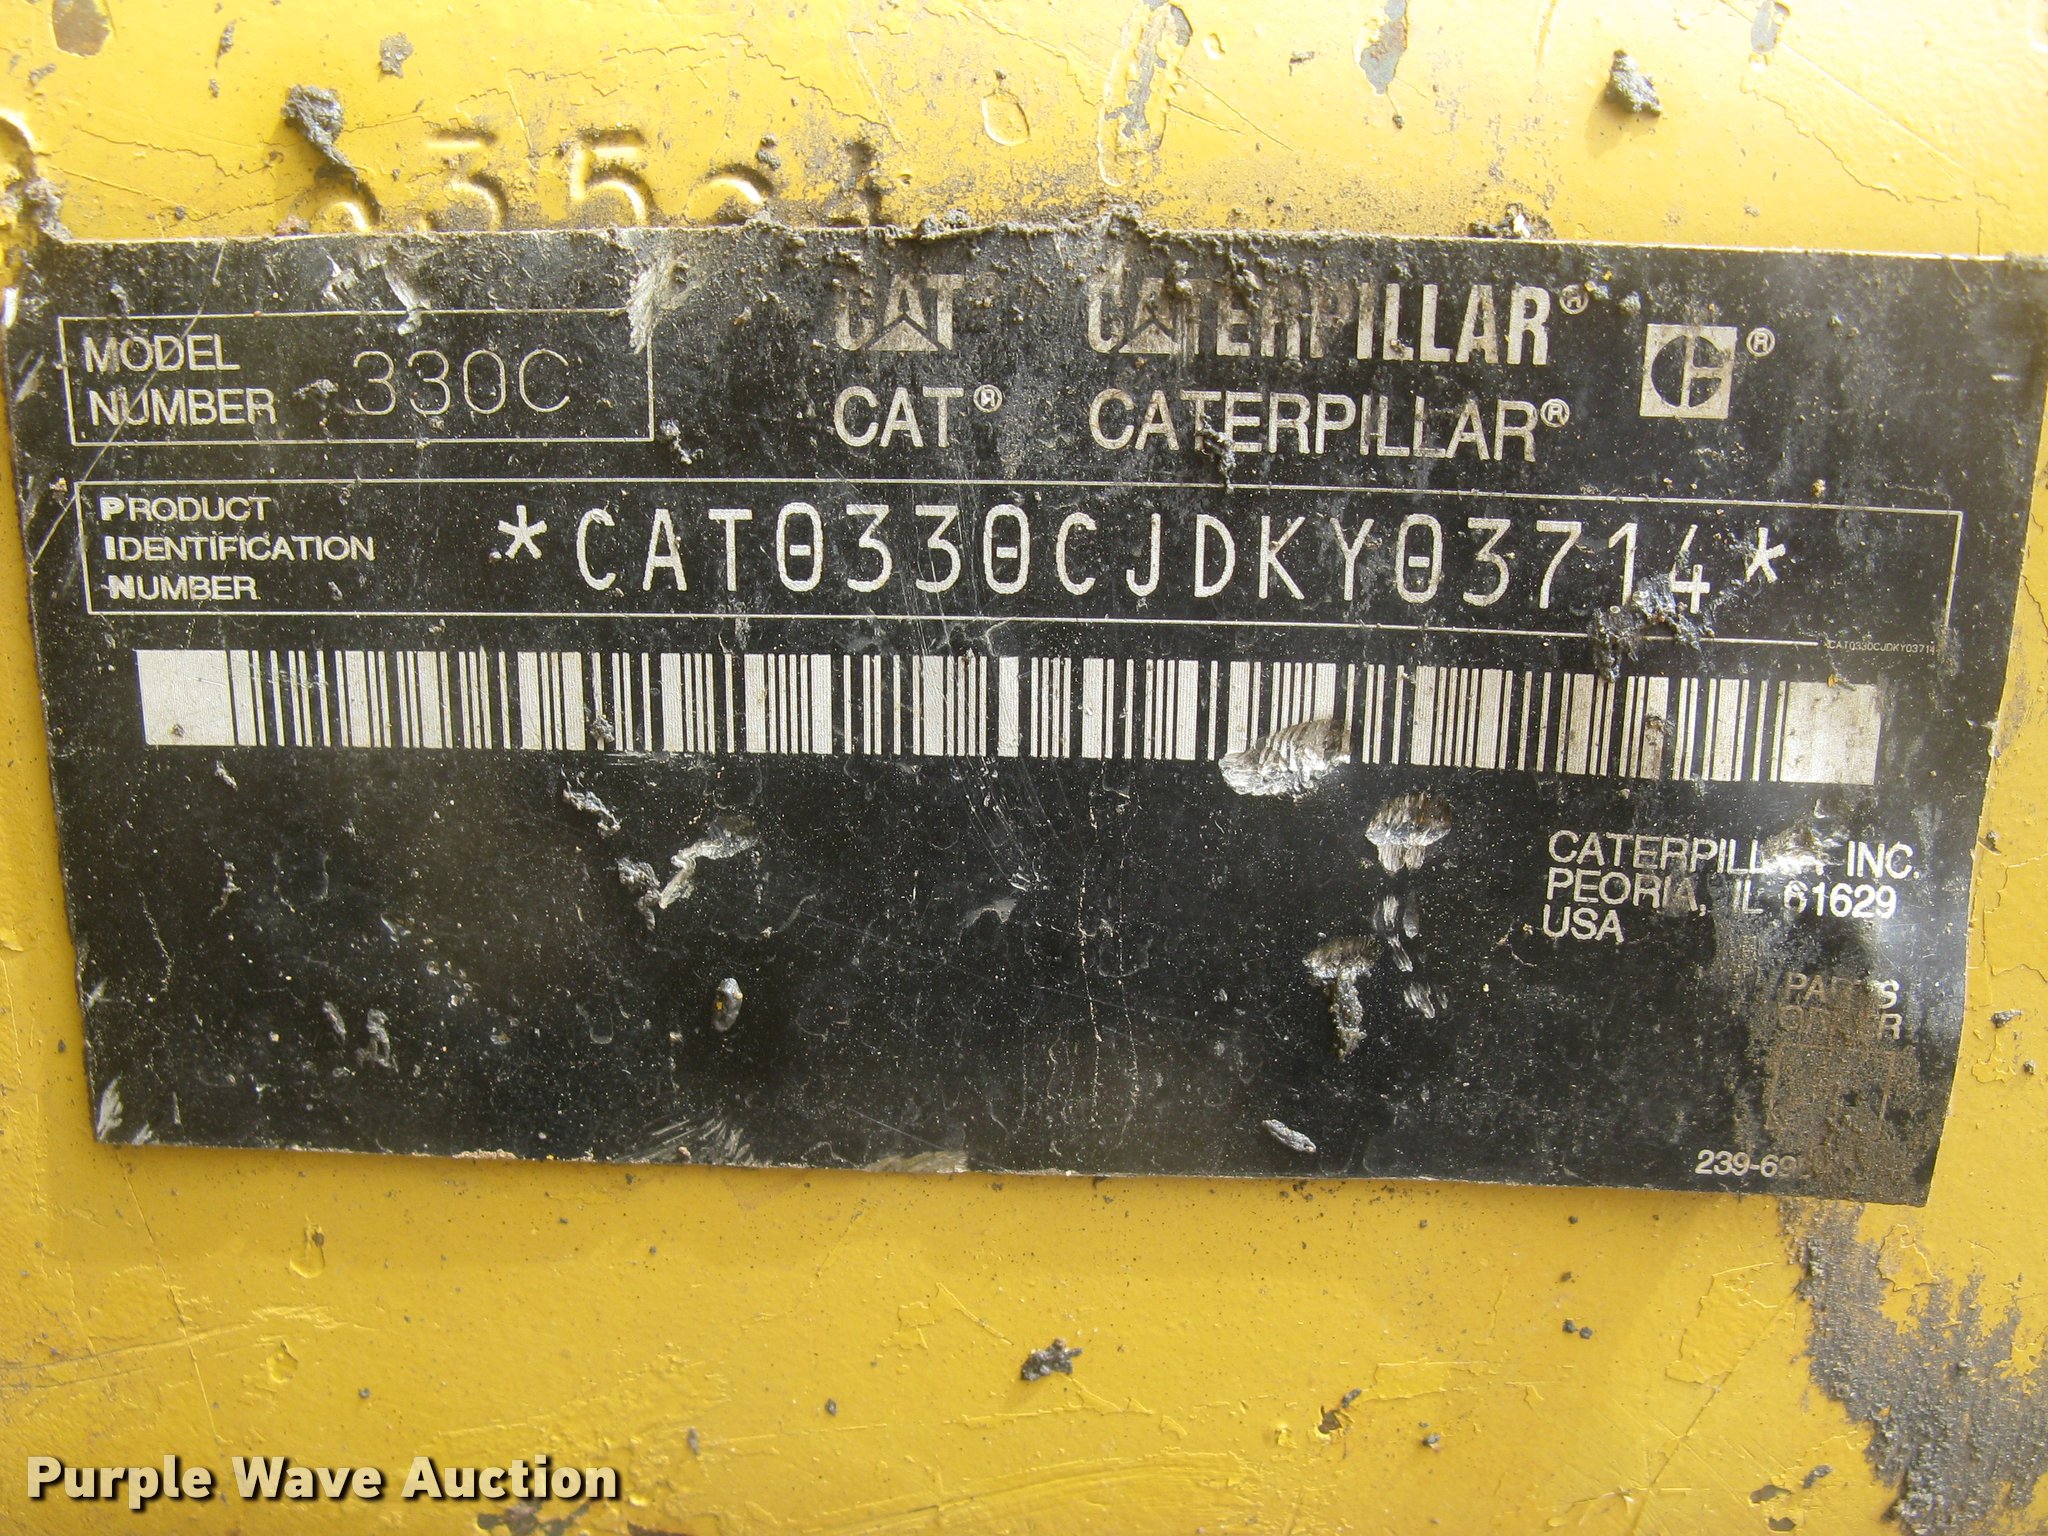 CAT® CATERPILLAR®
MODEL NUMBER 330C
CAT® CATERPILLAR®
PRODUCT IDENTIFICATION NUMBER *CAT0330CJDKY03714*
CAT0330CJDKY03714
CATERPILLAR INC.
PEORIA, IL 61629
USA
Purple Wave Auction